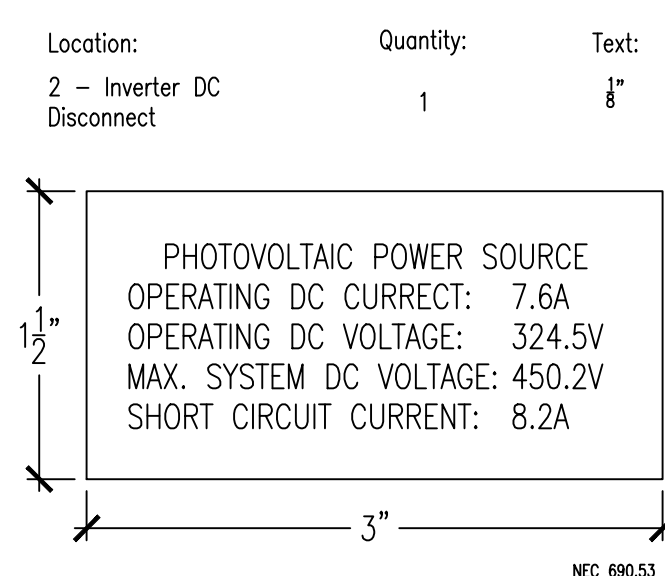 Location: Quantity: Text:
2 – Inverter DC Disconnect 1 1/8"
PHOTOVOLTAIC POWER SOURCE
OPERATING DC CURRECT: 7.6A
OPERATING DC VOLTAGE: 324.5V
MAX. SYSTEM DC VOLTAGE: 450.2V
SHORT CIRCUIT CURRENT: 8.2A
1 1/2"
3"
NEC 690.53